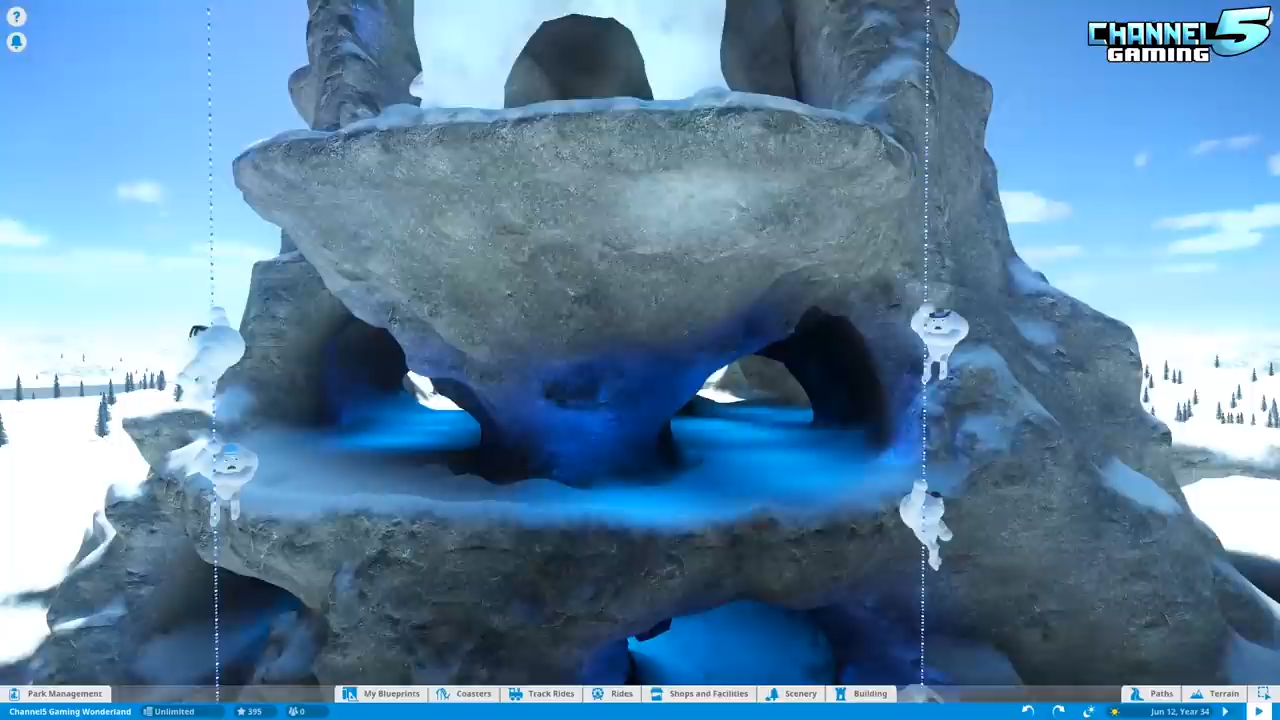 ?
CHANNEL 5
GAMING
Park Management
My Blueprints
Coasters
Track Rides
Rides
Shops and Facilities
Scenery
Building
Paths
Terrain
Channel5 Gaming Wonderland
Unlimited
395
0
Jun 12, Year 34